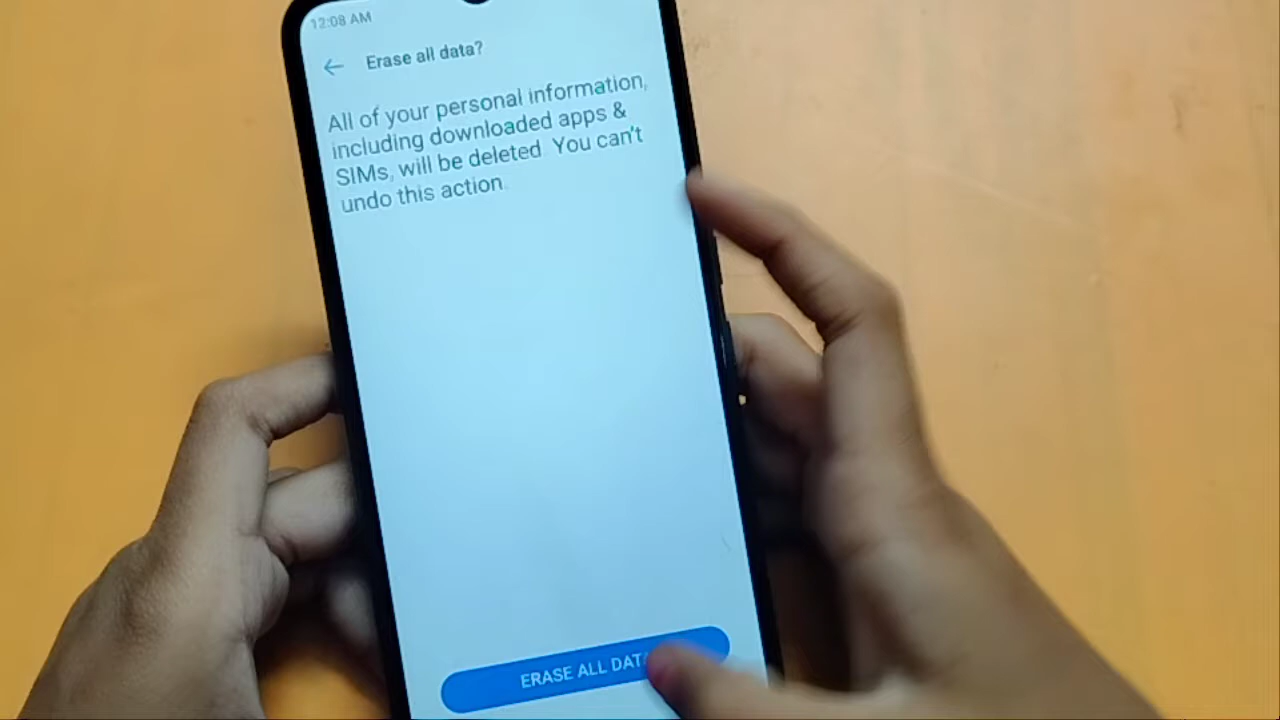 12:08 AM
Erase all data?
All of your personal information,
including downloaded apps &
SIMs, will be deleted. You can't
undo this action.
ERASE ALL DATA